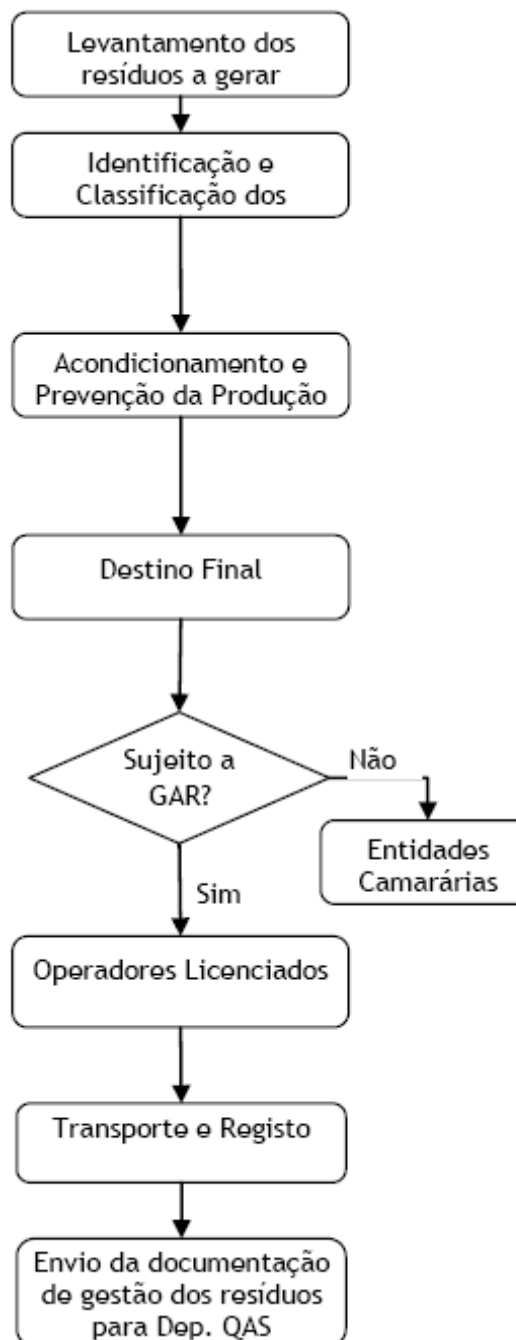 Levantamento dos
resíduos a gerar
Identificação e
Classificação dos
Acondicionamento e
Prevenção da Produção
Destino Final
Sujeito a
GAR?
Não
Entidades
Camarárias
Sim
Operadores Licenciados
Transporte e Registo
Envio da documentação
de gestão dos resíduos
para Dep. QAS